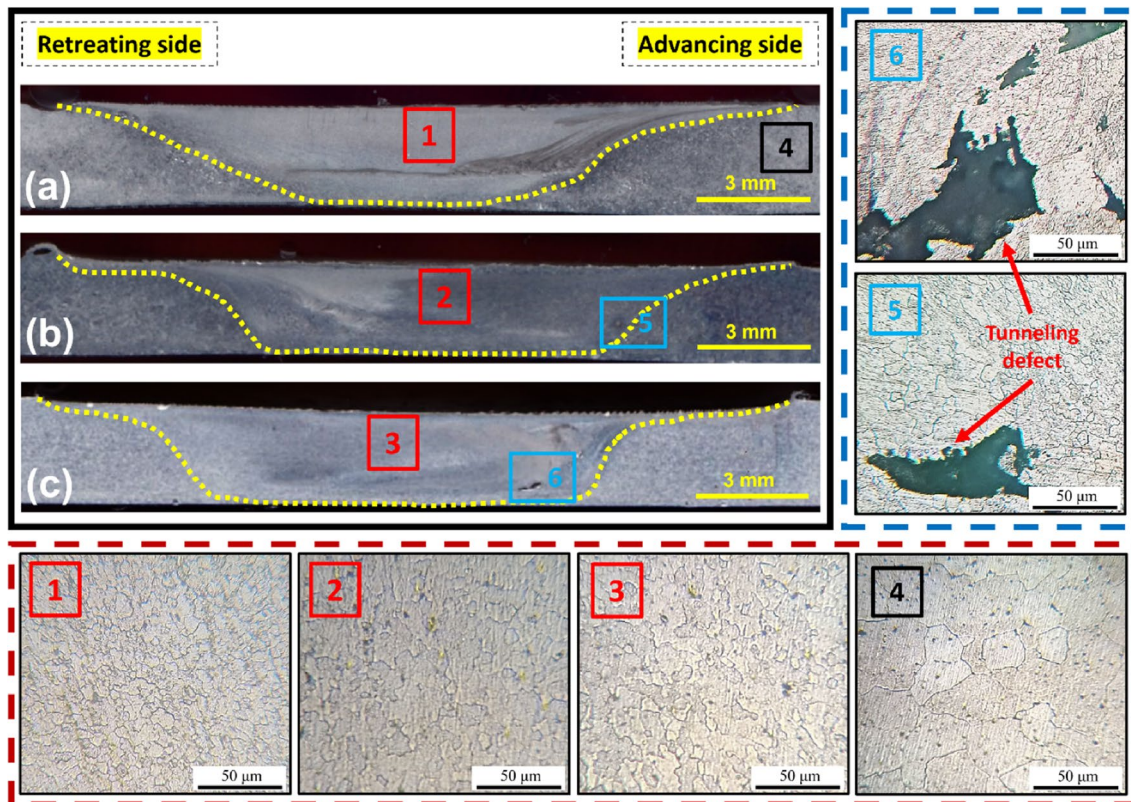 Retreating side
Advancing side
1
4
(a)
3 mm
2
5
(b)
3 mm
3
6
(c)
3 mm
6
50 µm
5
Tunneling
defect
50 µm
1
50 µm
2
50 µm
3
50 µm
4
50 µm